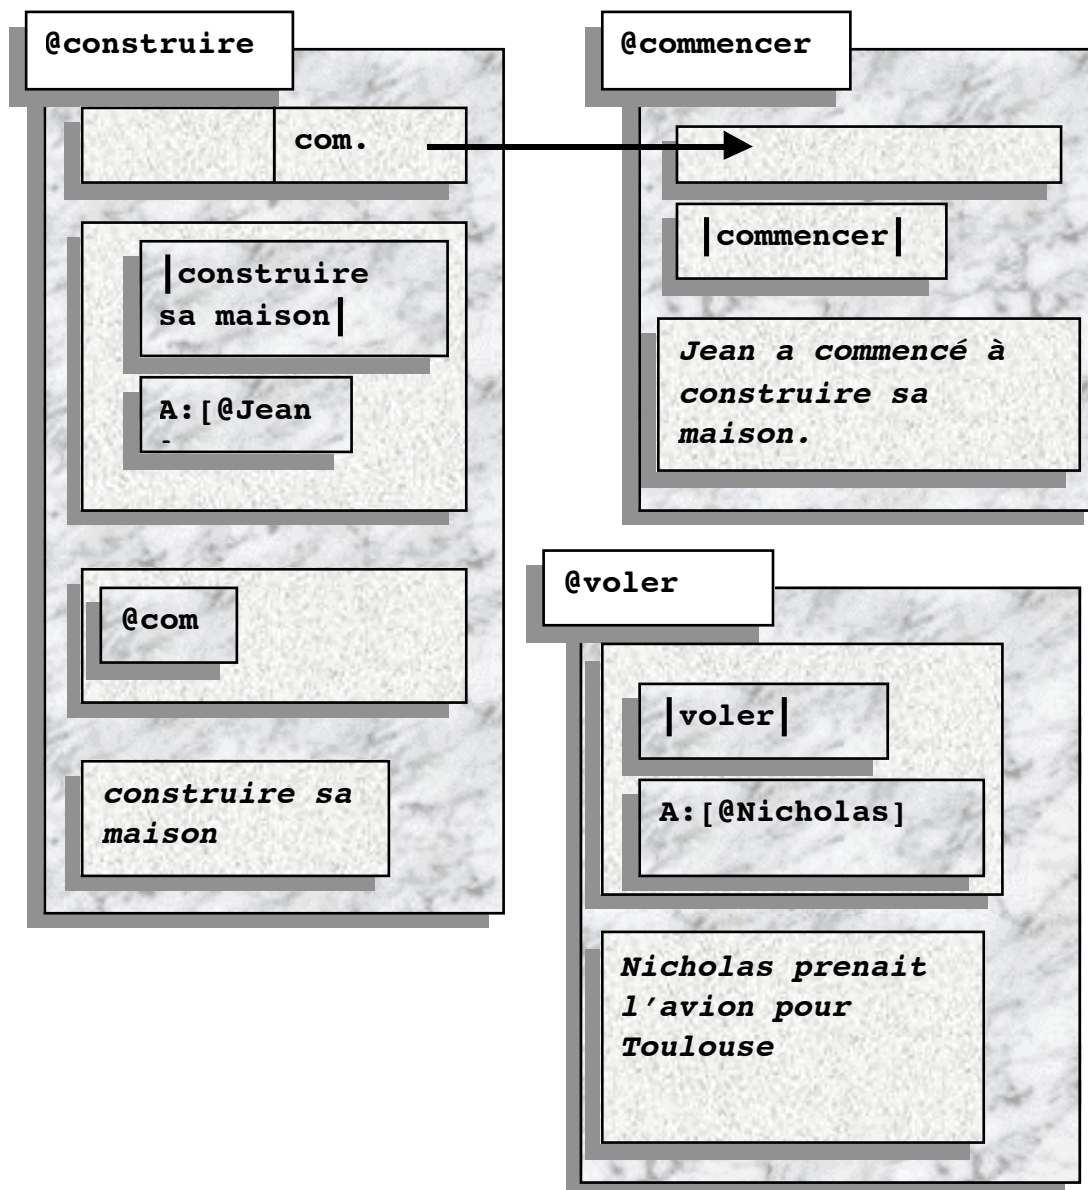 @construire
com.
|construire
sa maison|
A:[@Jean
@com
construire sa
maison
@commencer
|commencer|
Jean a commencé à
construire sa
maison.
@voler
|voler|
A:[@Nicholas]
Nicholas prenait
l’avion pour
Toulouse